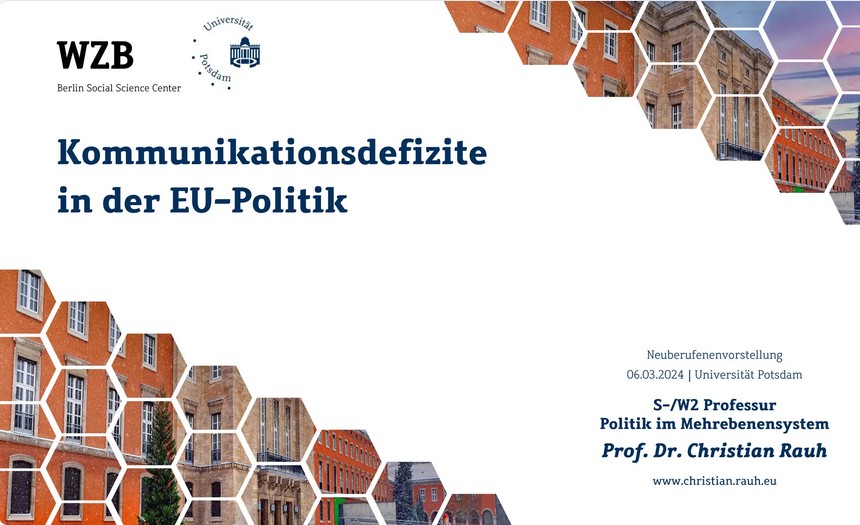 WZB
Berlin Social Science Center
Universität
Potsdam
Kommunikationsdefizite
in der EU-Politik
Neuberufenenvorstellung
06.03.2024 | Universität Potsdam
S-/W2 Professur
Politik im Mehrebenensystem
Prof. Dr. Christian Rauh
www.christian.rauh.eu